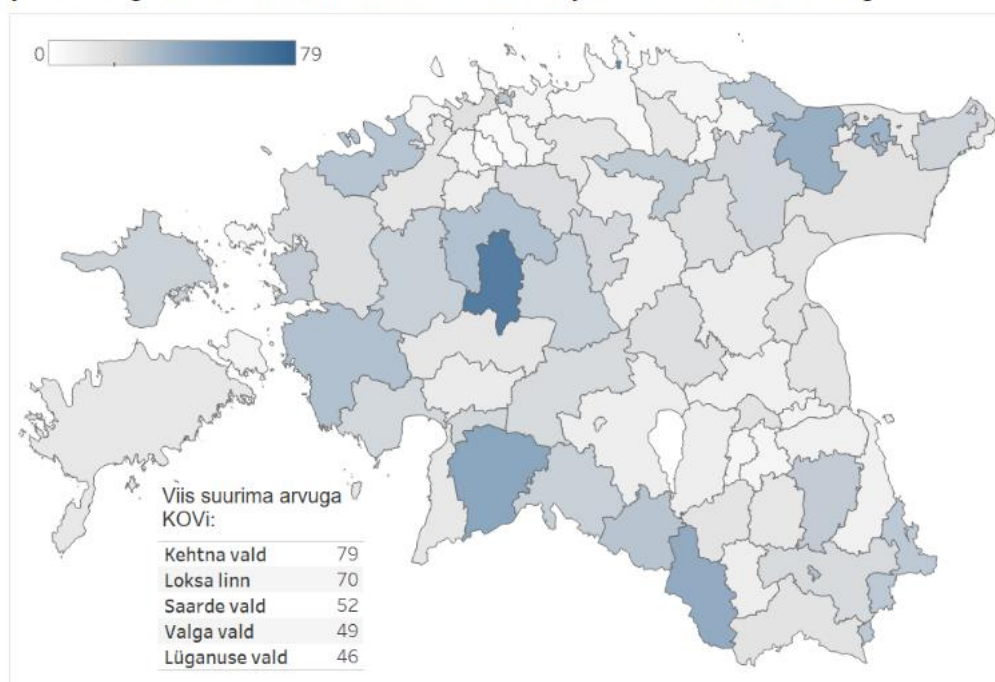 0
79
Viis suurima arvuga
KOVi:
Kehtna vald 79
Loksa linn 70
Saarde vald 52
Valga vald 49
Lüganuse vald 46